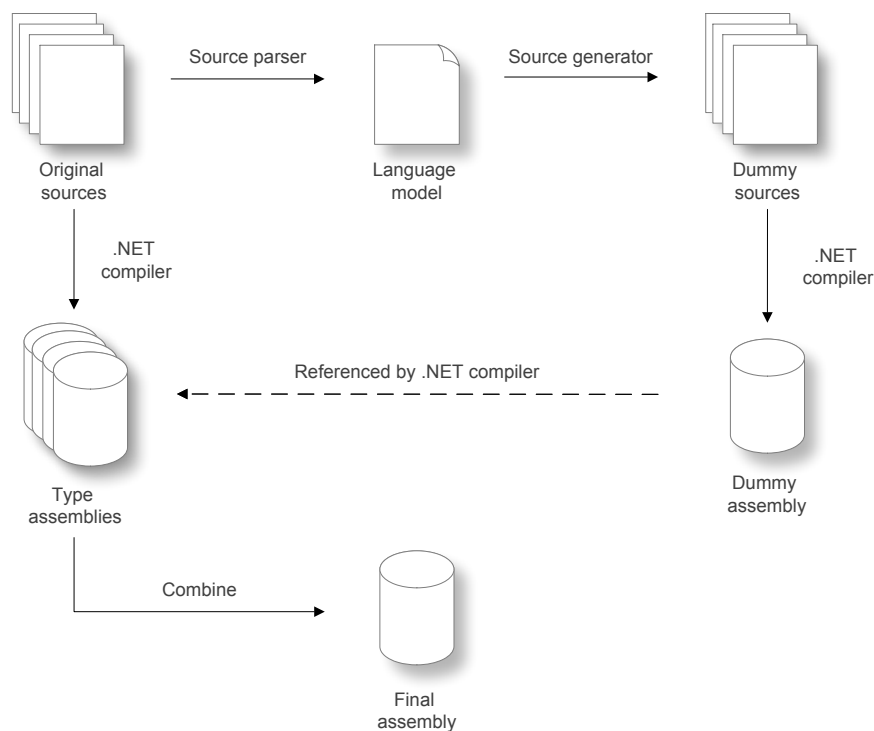 Source parser
Source generator
Original
sources
Language
model
Dummy
sources
.NET
compiler
.NET
compiler
Referenced by .NET compiler
Type
assemblies
Dummy
assembly
Combine
Final
assembly